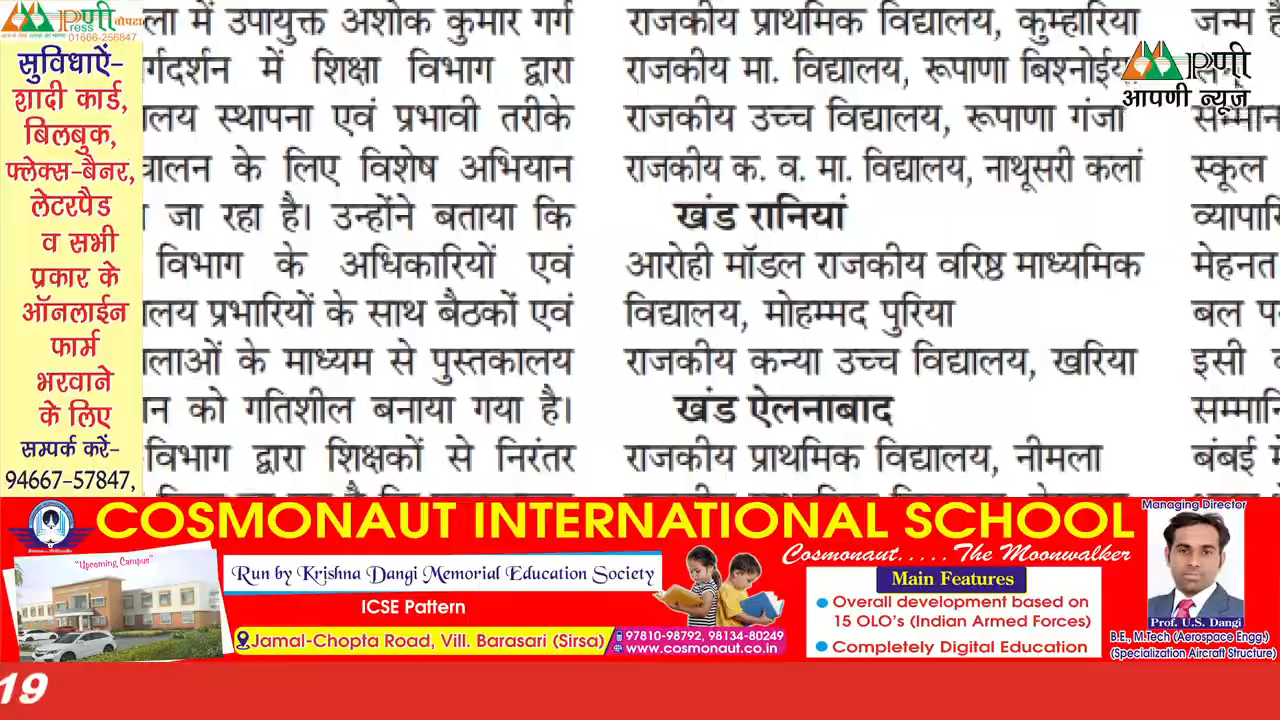 Press चोपटा
01666-256847
सुविधाऐं-
शादी कार्ड,
बिलबुक,
फ्लेक्स-बैनर,
लेटरपैड
व सभी
प्रकार के
ऑनलाईन
फार्म
भरवाने
के लिए
सम्पर्क करें-
94667-57847,
ला में उपायुक्त अशोक कुमार गर्ग
र्गदर्शन में शिक्षा विभाग द्वारा
लय स्थापना एवं प्रभावी तरीके
चालन के लिए विशेष अभियान
जा रहा है। उन्होंने बताया कि
विभाग के अधिकारियों एवं
लय प्रभारियों के साथ बैठकों एवं
लाओं के माध्यम से पुस्तकालय
न को गतिशील बनाया गया है।
विभाग द्वारा शिक्षकों से निरंतर
राजकीय प्राथमिक विद्यालय, कुम्हारिया
राजकीय मा. विद्यालय, रूपाणा बिश्नोईय
राजकीय उच्च विद्यालय, रूपाणा गंजा
राजकीय क. व. मा. विद्यालय, नाथूसरी कलां
खंड रानियां
आरोही मॉडल राजकीय वरिष्ठ माध्यमिक
विद्यालय, मोहम्मद पुरिया
राजकीय कन्या उच्च विद्यालय, खरिया
खंड ऐलनाबाद
राजकीय प्राथमिक विद्यालय, नीमला
जन्म है
सम्मान
स्कूल
व्यापारि
मेहनत
बल प
इसी
सम्मानि
बंबई मे
आपणी न्यूज
COSMONAUT INTERNATIONAL SCHOOL
Cosmonaut..... The Moonwalker
"Upcoming Campus"
Run by Krishna Dangi Memorial Education Society
ICSE Pattern
Jamal-Chopta Road, Vill. Barasari (Sirsa)
97810-98792, 98134-80249
www.cosmonaut.co.in
Main Features
Overall development based on
15 OLO's (Indian Armed Forces)
Completely Digital Education
Managing Director
Prof. U.S. Dangi
B.E., M.Tech (Aerospace Engg.)
(Specialization Aircraft Structure)
19